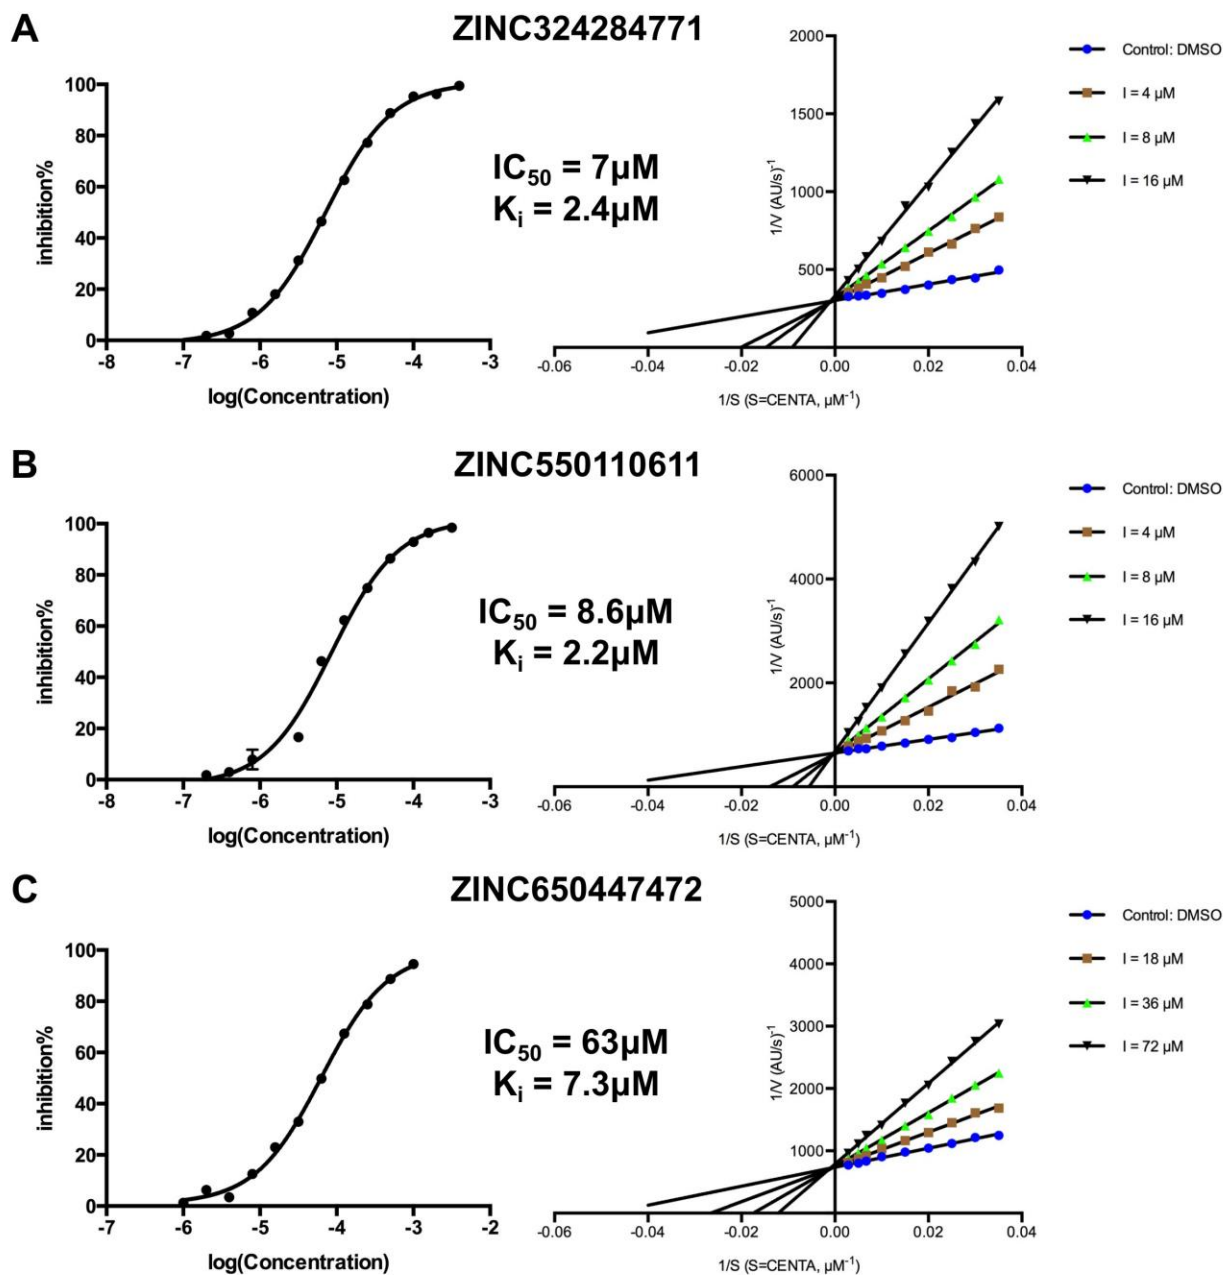 A
ZINC324284771
inhibition%
100
80
60
40
20
0
-8
-7
-6
-5
-4
-3
log(Concentration)
IC50 = 7µM
Ki = 2.4µM
1/V (AU/s)-1
2000
1500
1000
500
-0.06
-0.04
-0.02
0.00
0.02
0.04
1/S (S=CENTA, µM-1)
Control: DMSO
I = 4 µM
I = 8 µM
I = 16 µM
B
ZINC550110611
inhibition%
100
80
60
40
20
0
-8
-7
-6
-5
-4
-3
log(Concentration)
IC50 = 8.6µM
Ki = 2.2µM
1/V (AU/s)-1
6000
4000
2000
-0.06
-0.04
-0.02
0.00
0.02
0.04
1/S (S=CENTA, µM-1)
Control: DMSO
I = 4 µM
I = 8 µM
I = 16 µM
C
ZINC650447472
inhibition%
100
80
60
40
20
0
-7
-6
-5
-4
-3
-2
log(Concentration)
IC50 = 63µM
Ki = 7.3µM
1/V (AU/s)-1
5000
4000
3000
2000
1000
-0.06
-0.04
-0.02
0.00
0.02
0.04
1/S (S=CENTA, µM-1)
Control: DMSO
I = 18 µM
I = 36 µM
I = 72 µM